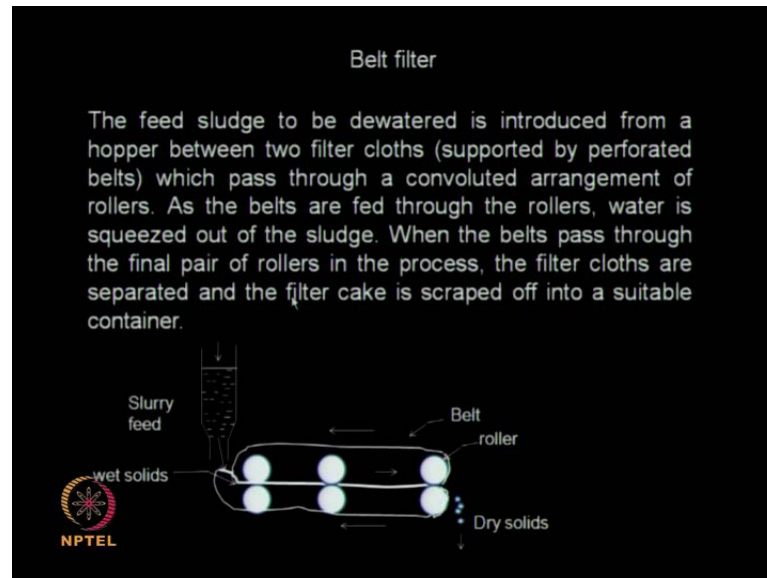 Belt filter
The feed sludge to be dewatered is introduced from a
hopper between two filter cloths (supported by perforated
belts) which pass through a convoluted arrangement of
rollers. As the belts are fed through the rollers, water is
squeezed out of the sludge. When the belts pass through
the final pair of rollers in the process, the filter cloths are
separated and the filter cake is scraped off into a suitable
container.
Slurry
feed
Belt
roller
wet solids
Dry solids
NPTEL